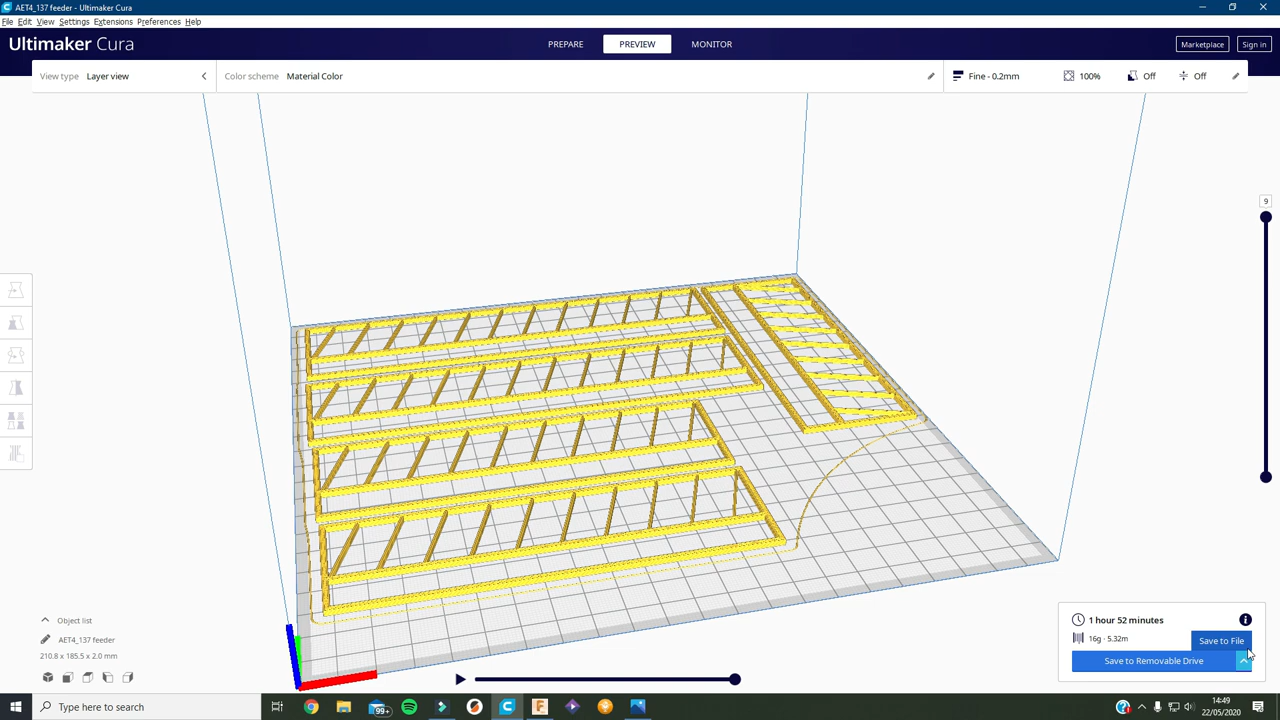 AET4_137 feeder - Ultimaker Cura
File Edit View Settings Extensions Preferences Help
Ultimaker Cura
PREPARE
PREVIEW
MONITOR
Marketplace
Sign in
View type Layer view
Color scheme Material Color
Fine - 0.2mm
100%
Off
Off
9
Object list
AET4_137 feeder
210.8 x 185.5 x 2.0 mm
1 hour 52 minutes
16g · 5.32m
Save to File
Save to Removable Drive
Type here to search
99+
14:49
22/05/2020